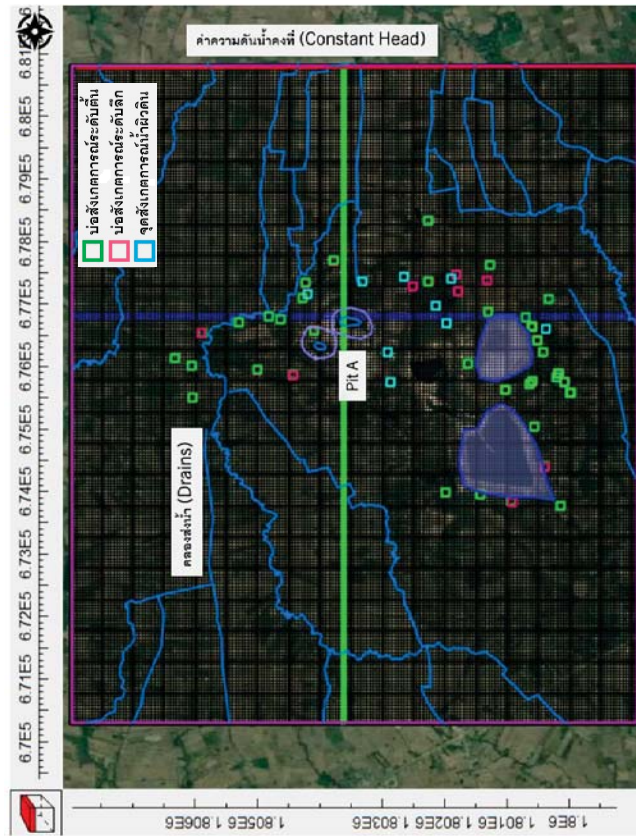 ค่าความดันน้ำคงที่ (Constant Head)
บ่อสังเกตการณ์ระดับตื้น
บ่อสังเกตการณ์ระดับลึก
จุดสังเกตการณ์น้ำผิวดิน
Pit A
คลองส่งน้ำ (Drains)
6.7E5 6.71E5 6.72E5 6.73E5 6.74E5 6.75E5 6.76E5 6.77E5 6.78E5 6.79E5 6.8E5
1.806E6 1.805E6 1.803E6 1.802E6 1.801E6 1.8E6